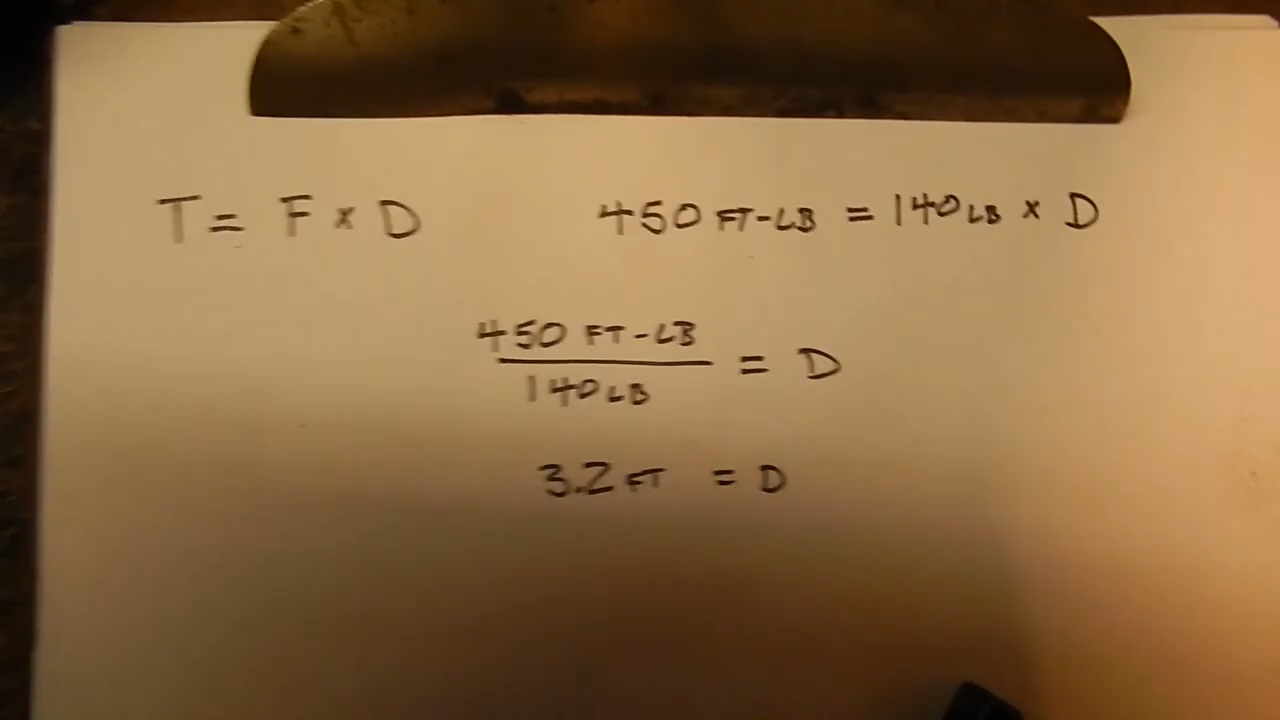 T = F × D 450 FT-LB = 140 LB × D
450 FT-LB
140 LB
= D
3.2 FT = D